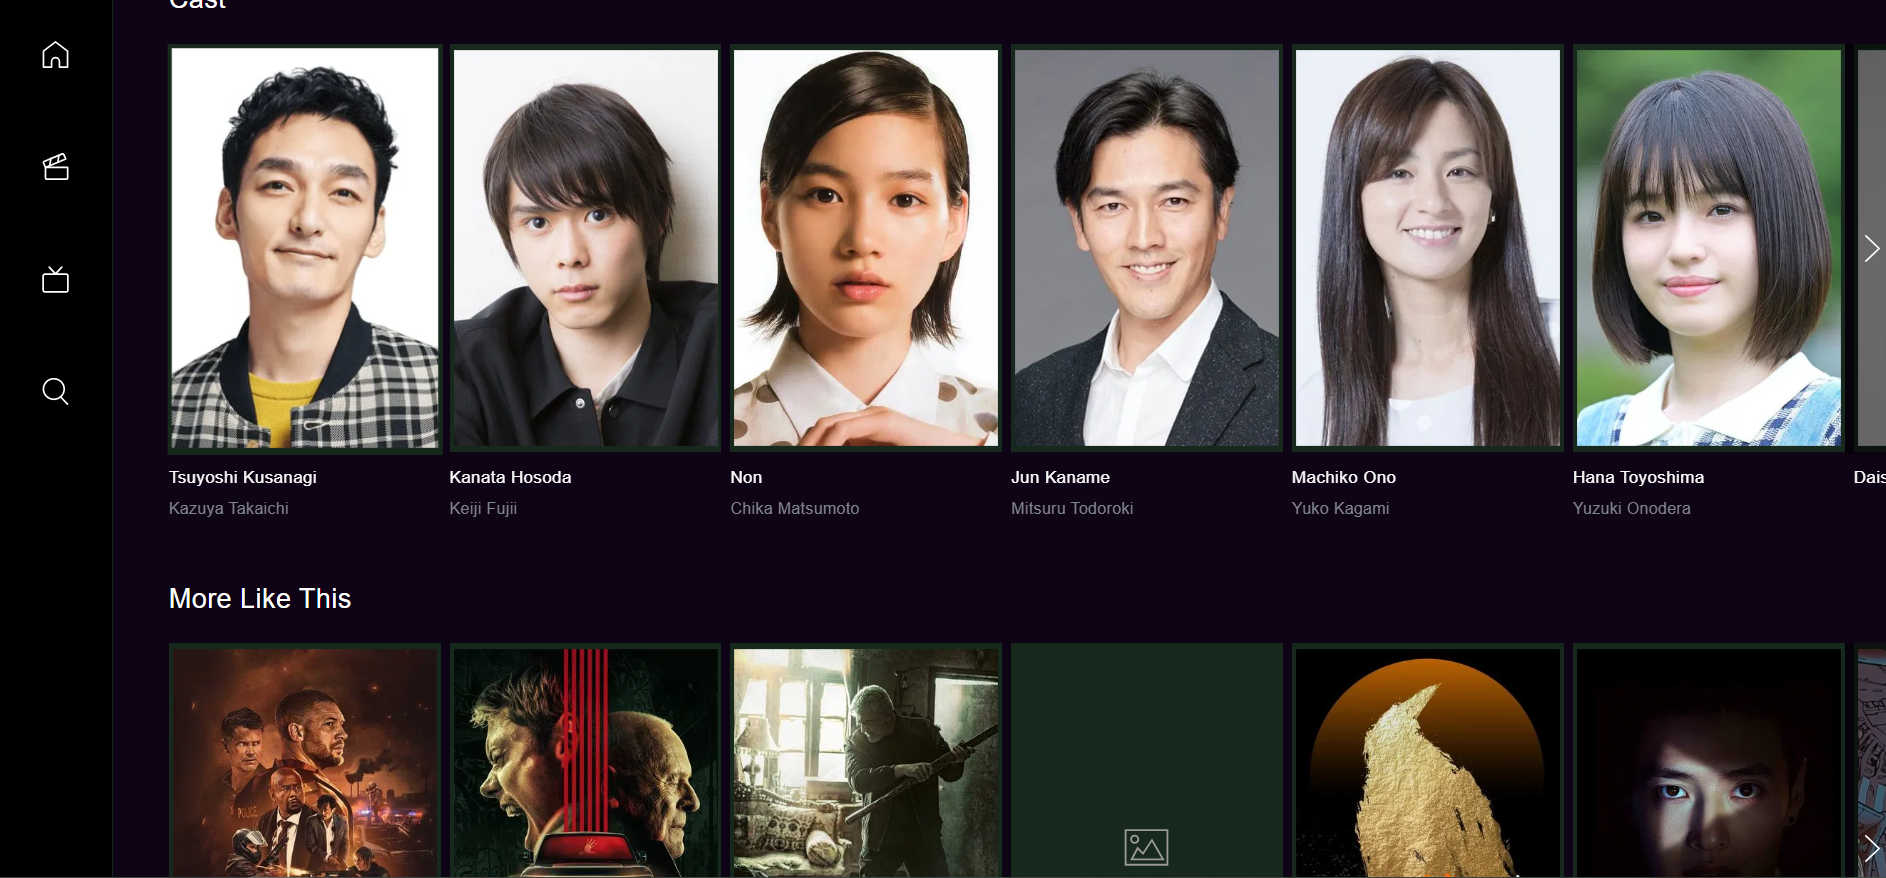 Cast
Tsuyoshi Kusanagi
Kazuya Takaichi
Kanata Hosoda
Keiji Fujii
Non
Chika Matsumoto
Jun Kaname
Mitsuru Todoroki
Machiko Ono
Yuko Kagami
Hana Toyoshima
Yuzuki Onodera
Dais
More Like This
POLICE